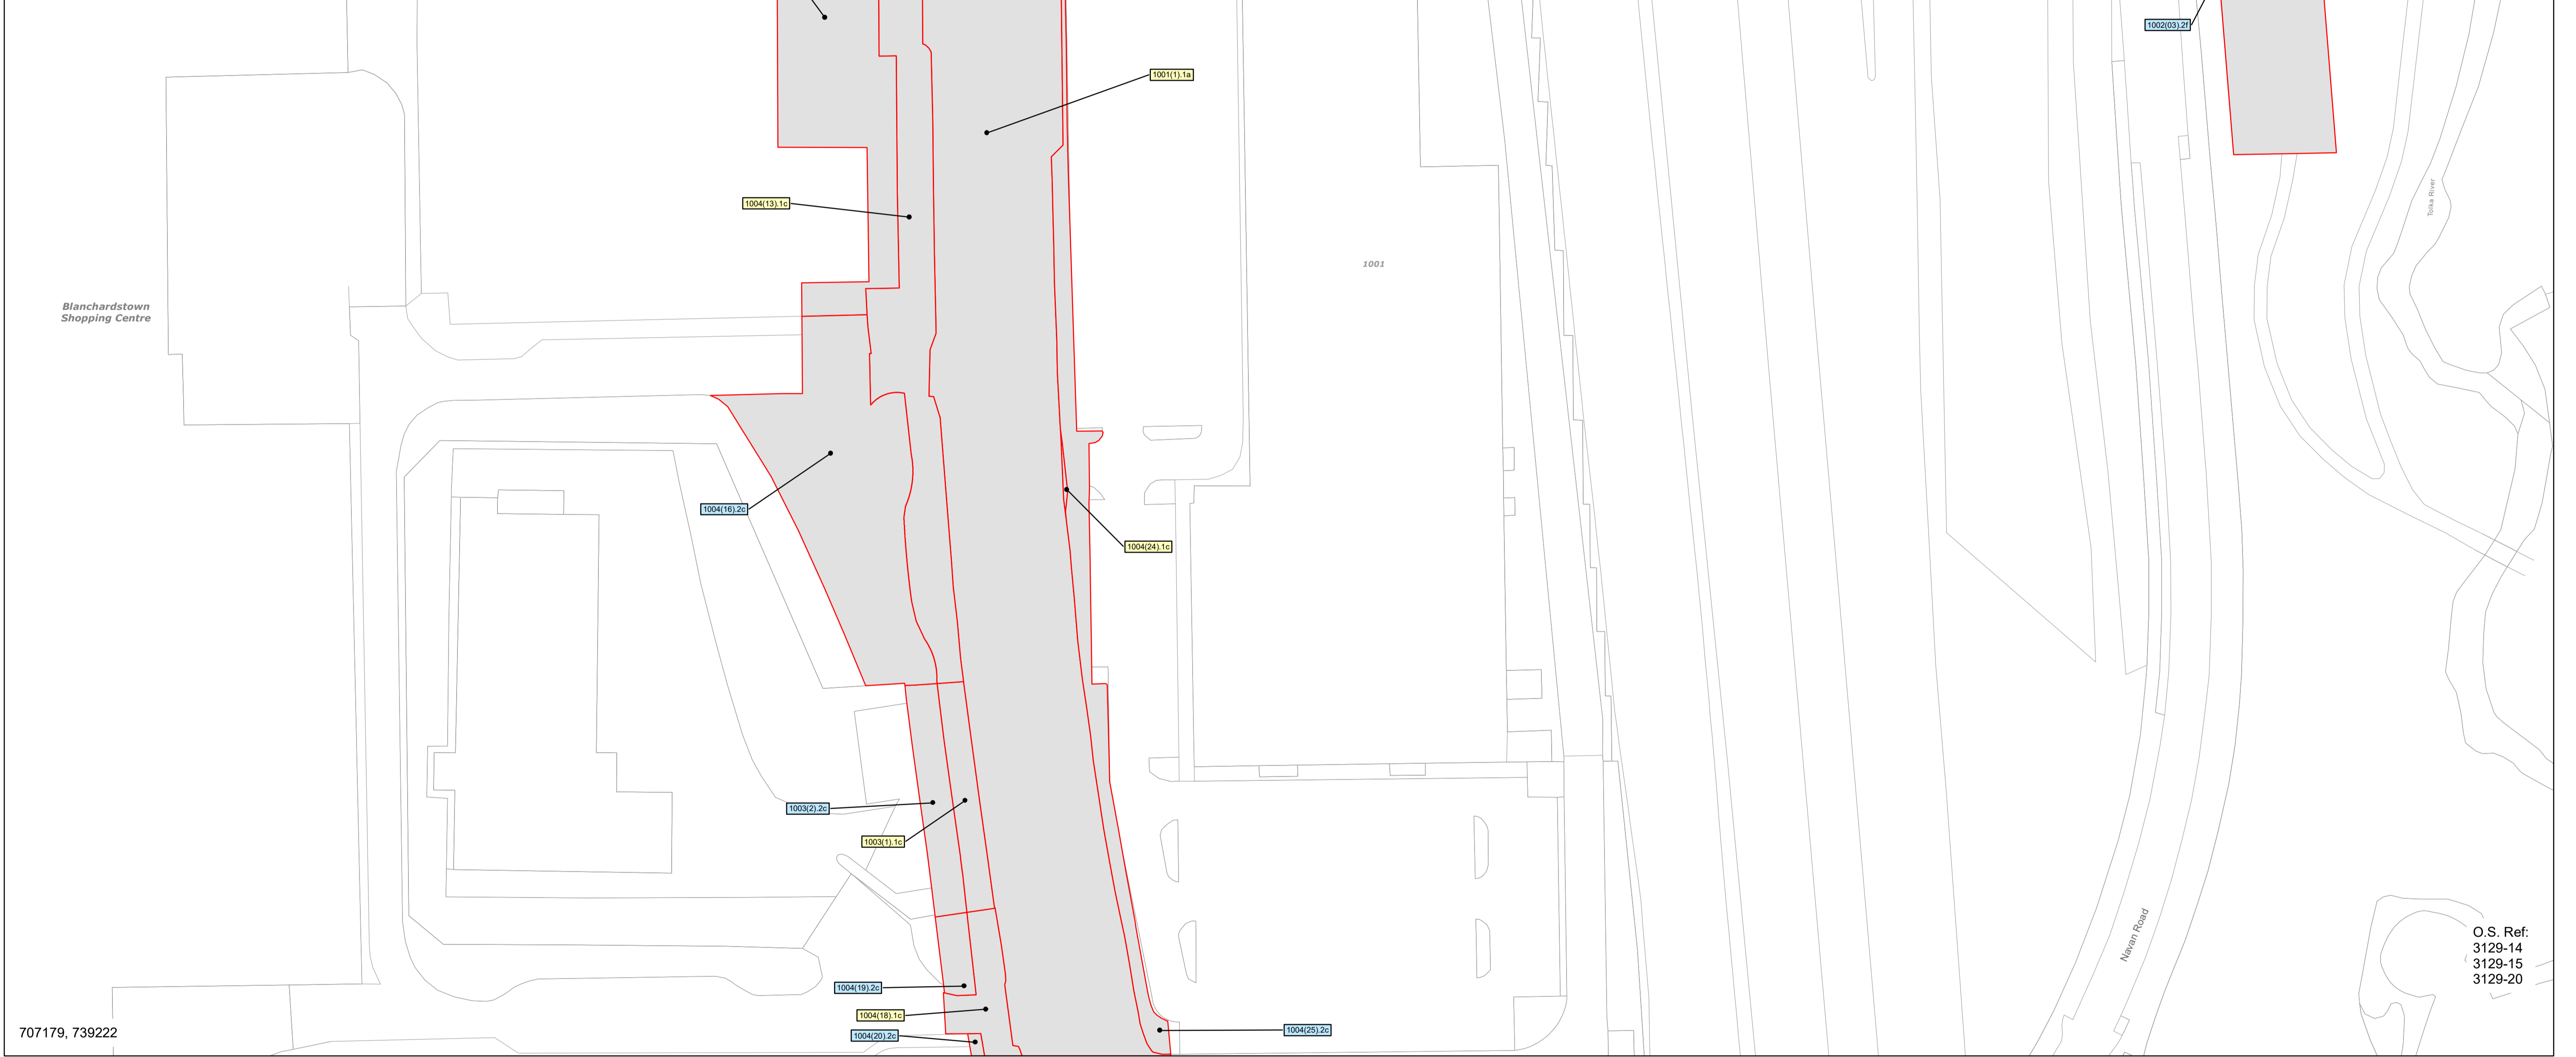 1002(03).2f
1001(1).1a
Tolka River
1004(13).1c
1001
Blanchardstown
Shopping Centre
1004(16).2c
1004(24).1c
1003(2).2c
1003(1).1c
Navan Road
O.S. Ref:
3129-14
3129-15
3129-20
1004(19).2c
1004(18).1c
1004(20).2c
1004(25).2c
707179, 739222